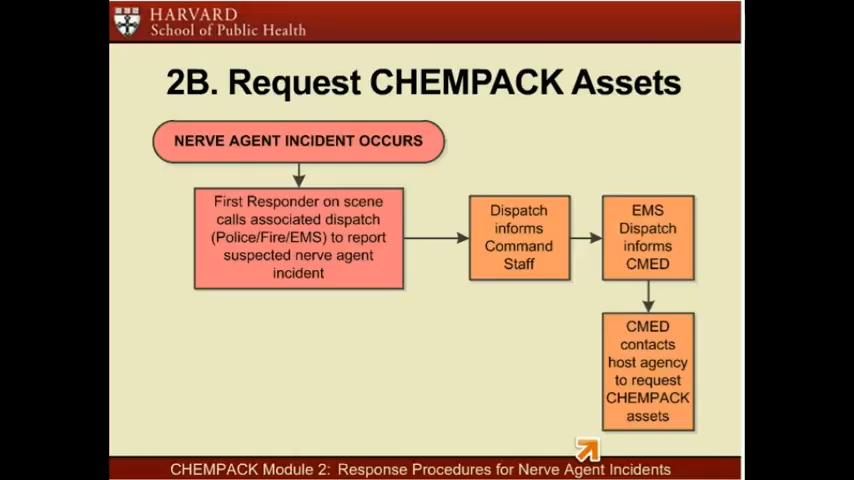 HARVARD
School of Public Health
2B. Request CHEMPACK Assets
NERVE AGENT INCIDENT OCCURS
First Responder on scene
calls associated dispatch
(Police/Fire/EMS) to report
suspected nerve agent
incident
Dispatch
informs
Command
Staff
EMS
Dispatch
informs
CMED
CMED
contacts
host agency
to request
CHEMPACK
assets
CHEMPACK Module 2: Response Procedures for Nerve Agent Incidents